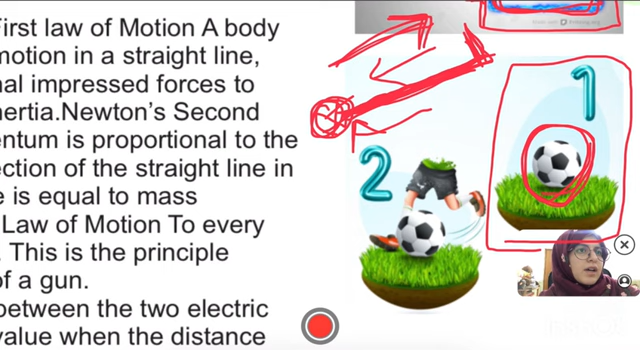 First law of Motion A body
motion in a straight line,
nal impressed forces to
nertia.Newton's Second
entum is proportional to the
ection of the straight line in
e is equal to mass
Law of Motion To every
. This is the principle
of a gun.
between the two electric
value when the distance
1
2